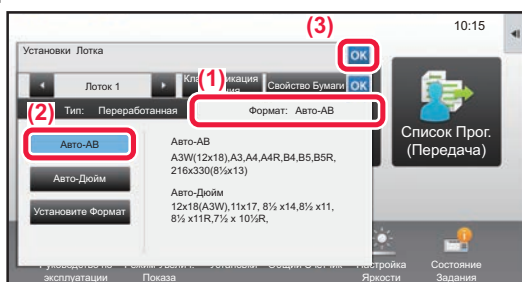 (3)
10:15
Установки Лотка
OK
Лоток 1
(1)
Свойство Бумаги
OK
(2)
Тип: Переработанная
Формат: Авто-AB
Авто-AB
Авто-Дюйм
Установите Формат
Авто-AB
A3W(12x18),A3,A4,A4R,B4,B5,B5R,
216x330(8½x13)
Авто-Дюйм
12x18(A3W),11x17, 8½ x14,8½ x11,
8½ x11R,7½ x 10½R,
Список Прог.
(Передача)
эксплуатации
Показа
Яркости
Состояние
Задания